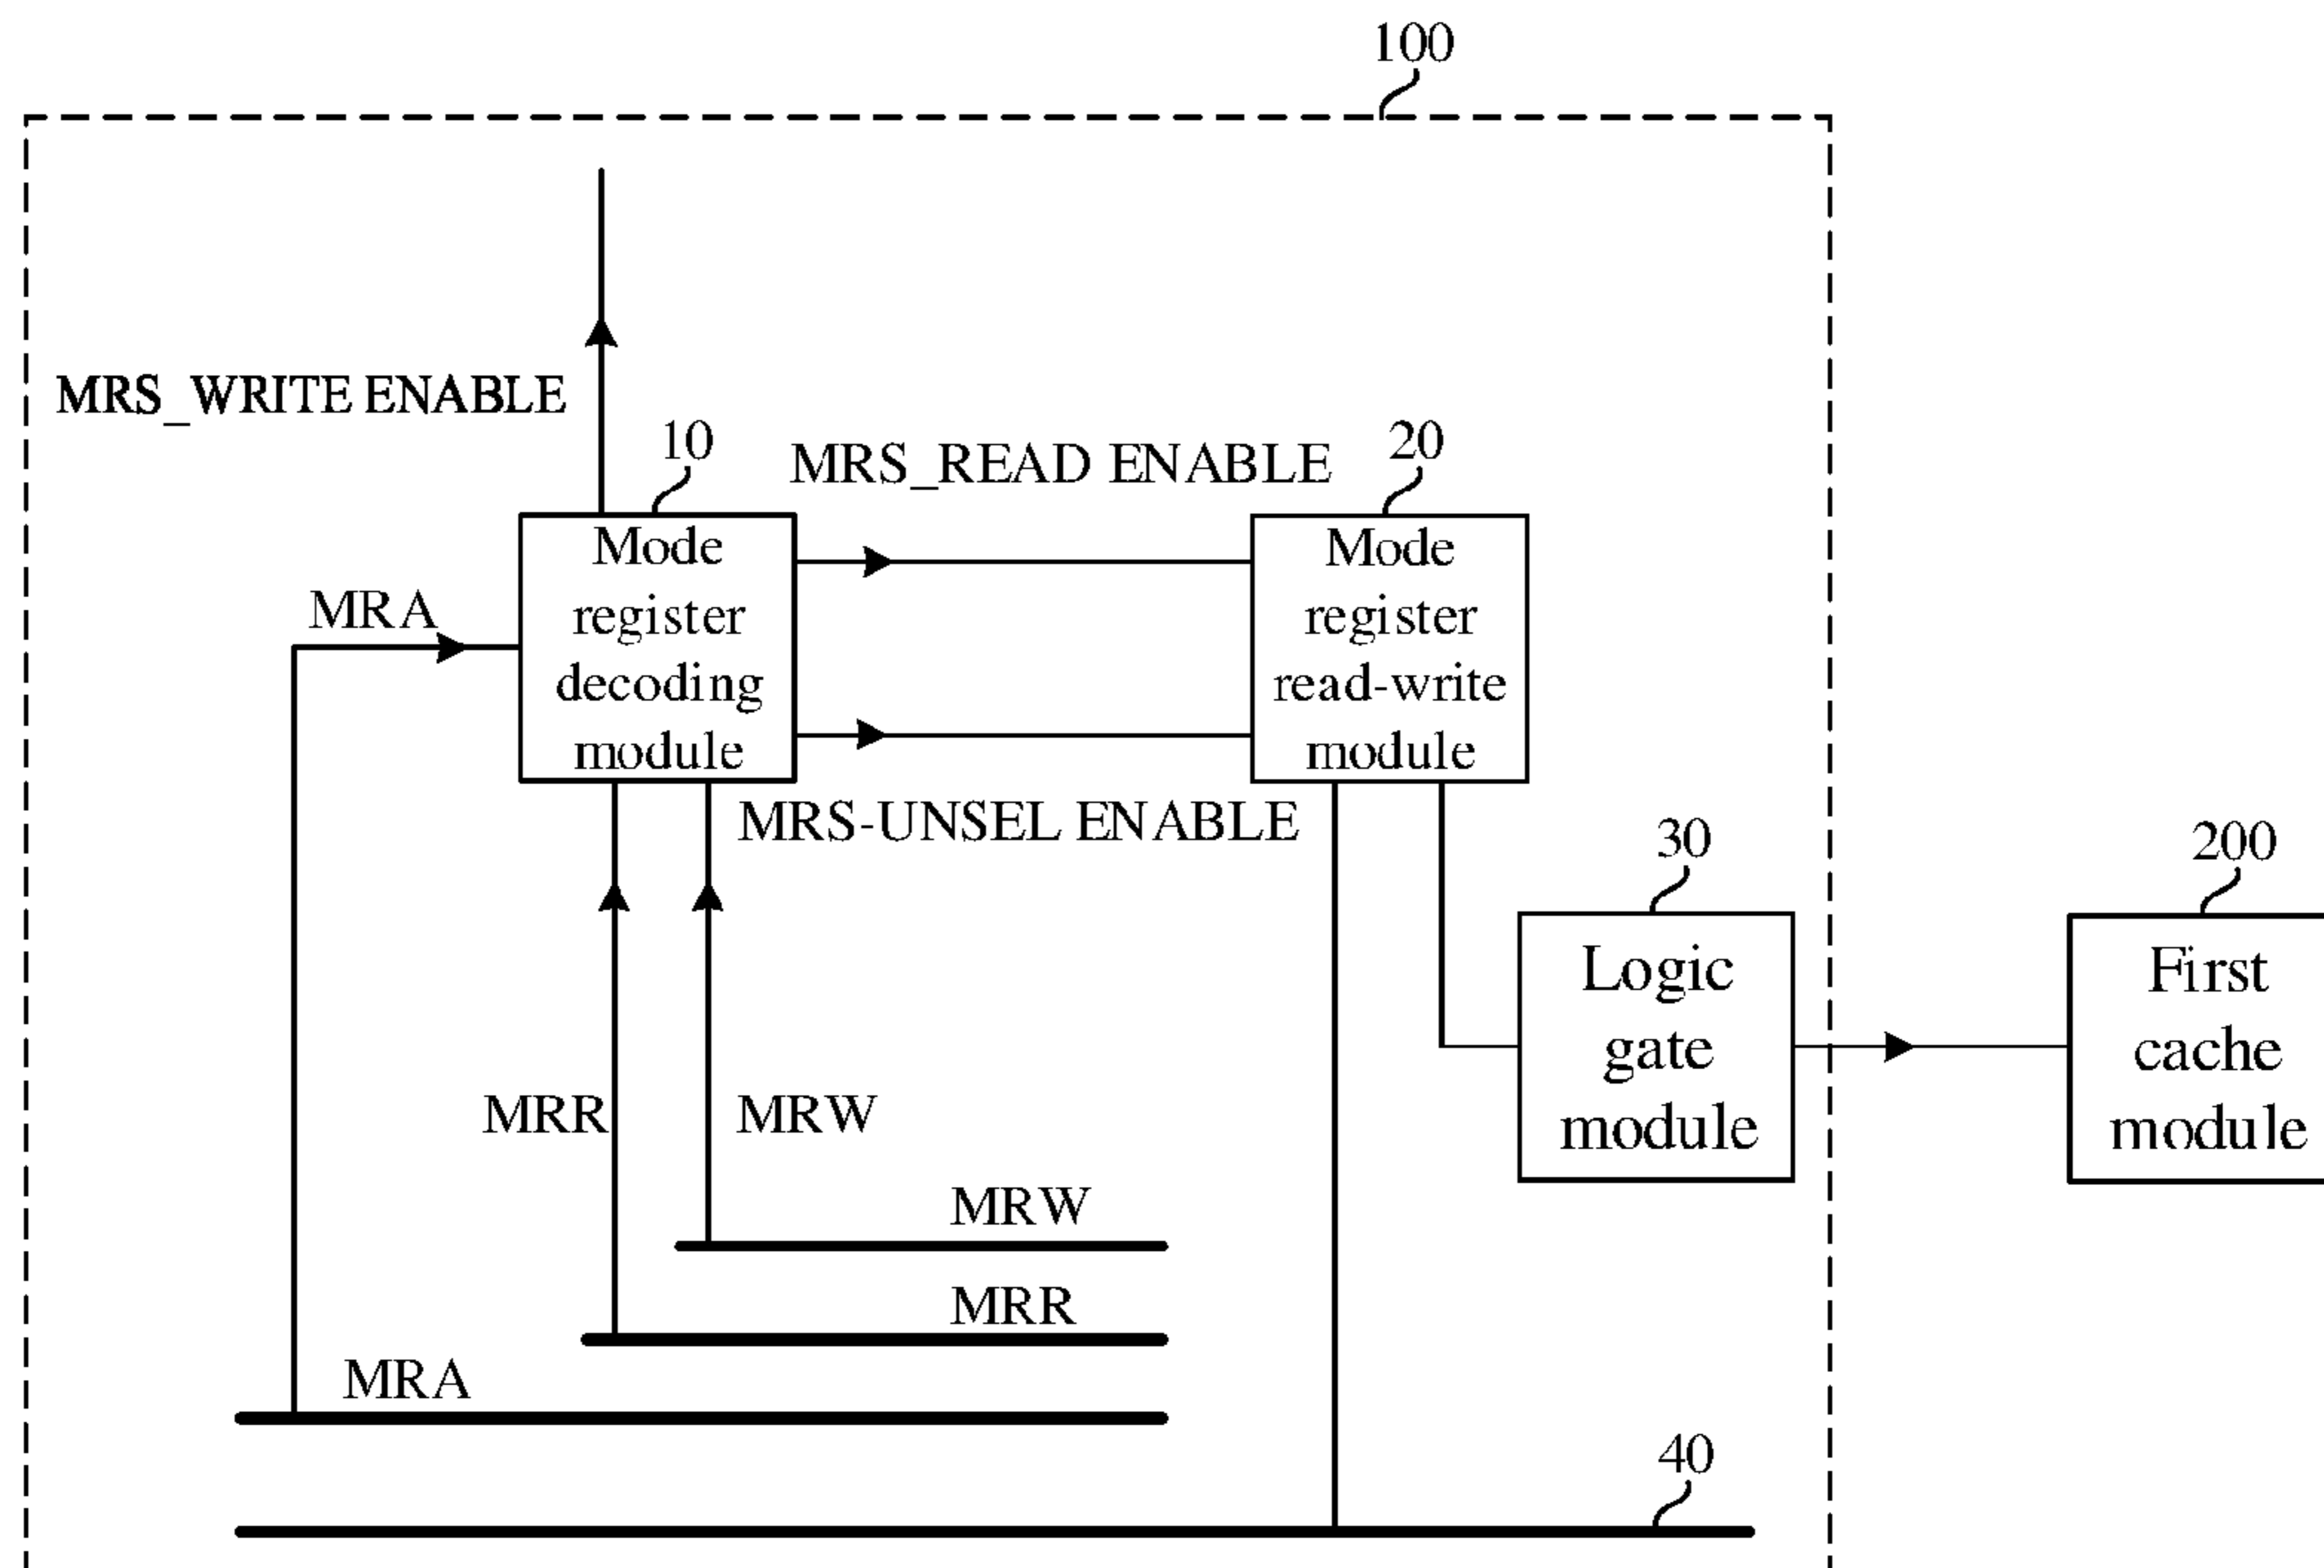 100
MRS_WRITE ENABLE
10
MRS_READ ENABLE
20
MRA
Mode
register
decoding
module
Mode
register
read-write
module
MRS-UNSEL ENABLE
30
200
Logic
gate
module
First
cache
module
MRR
MRW
MRW
MRR
MRA
40